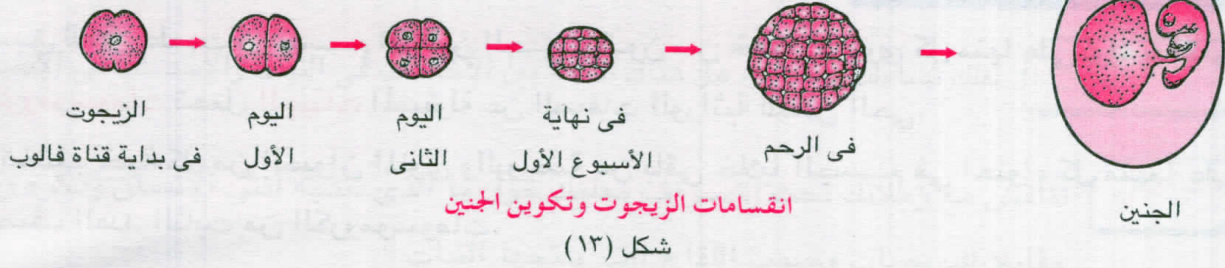 الزيجوت
فى بداية قناة فالوب
اليوم
الأول
اليوم
الثانى
فى نهاية
الأسبوع الأول
فى الرحم
الجنين
انقسامات الزيجوت وتكوين الجنين
شكل (١٣)